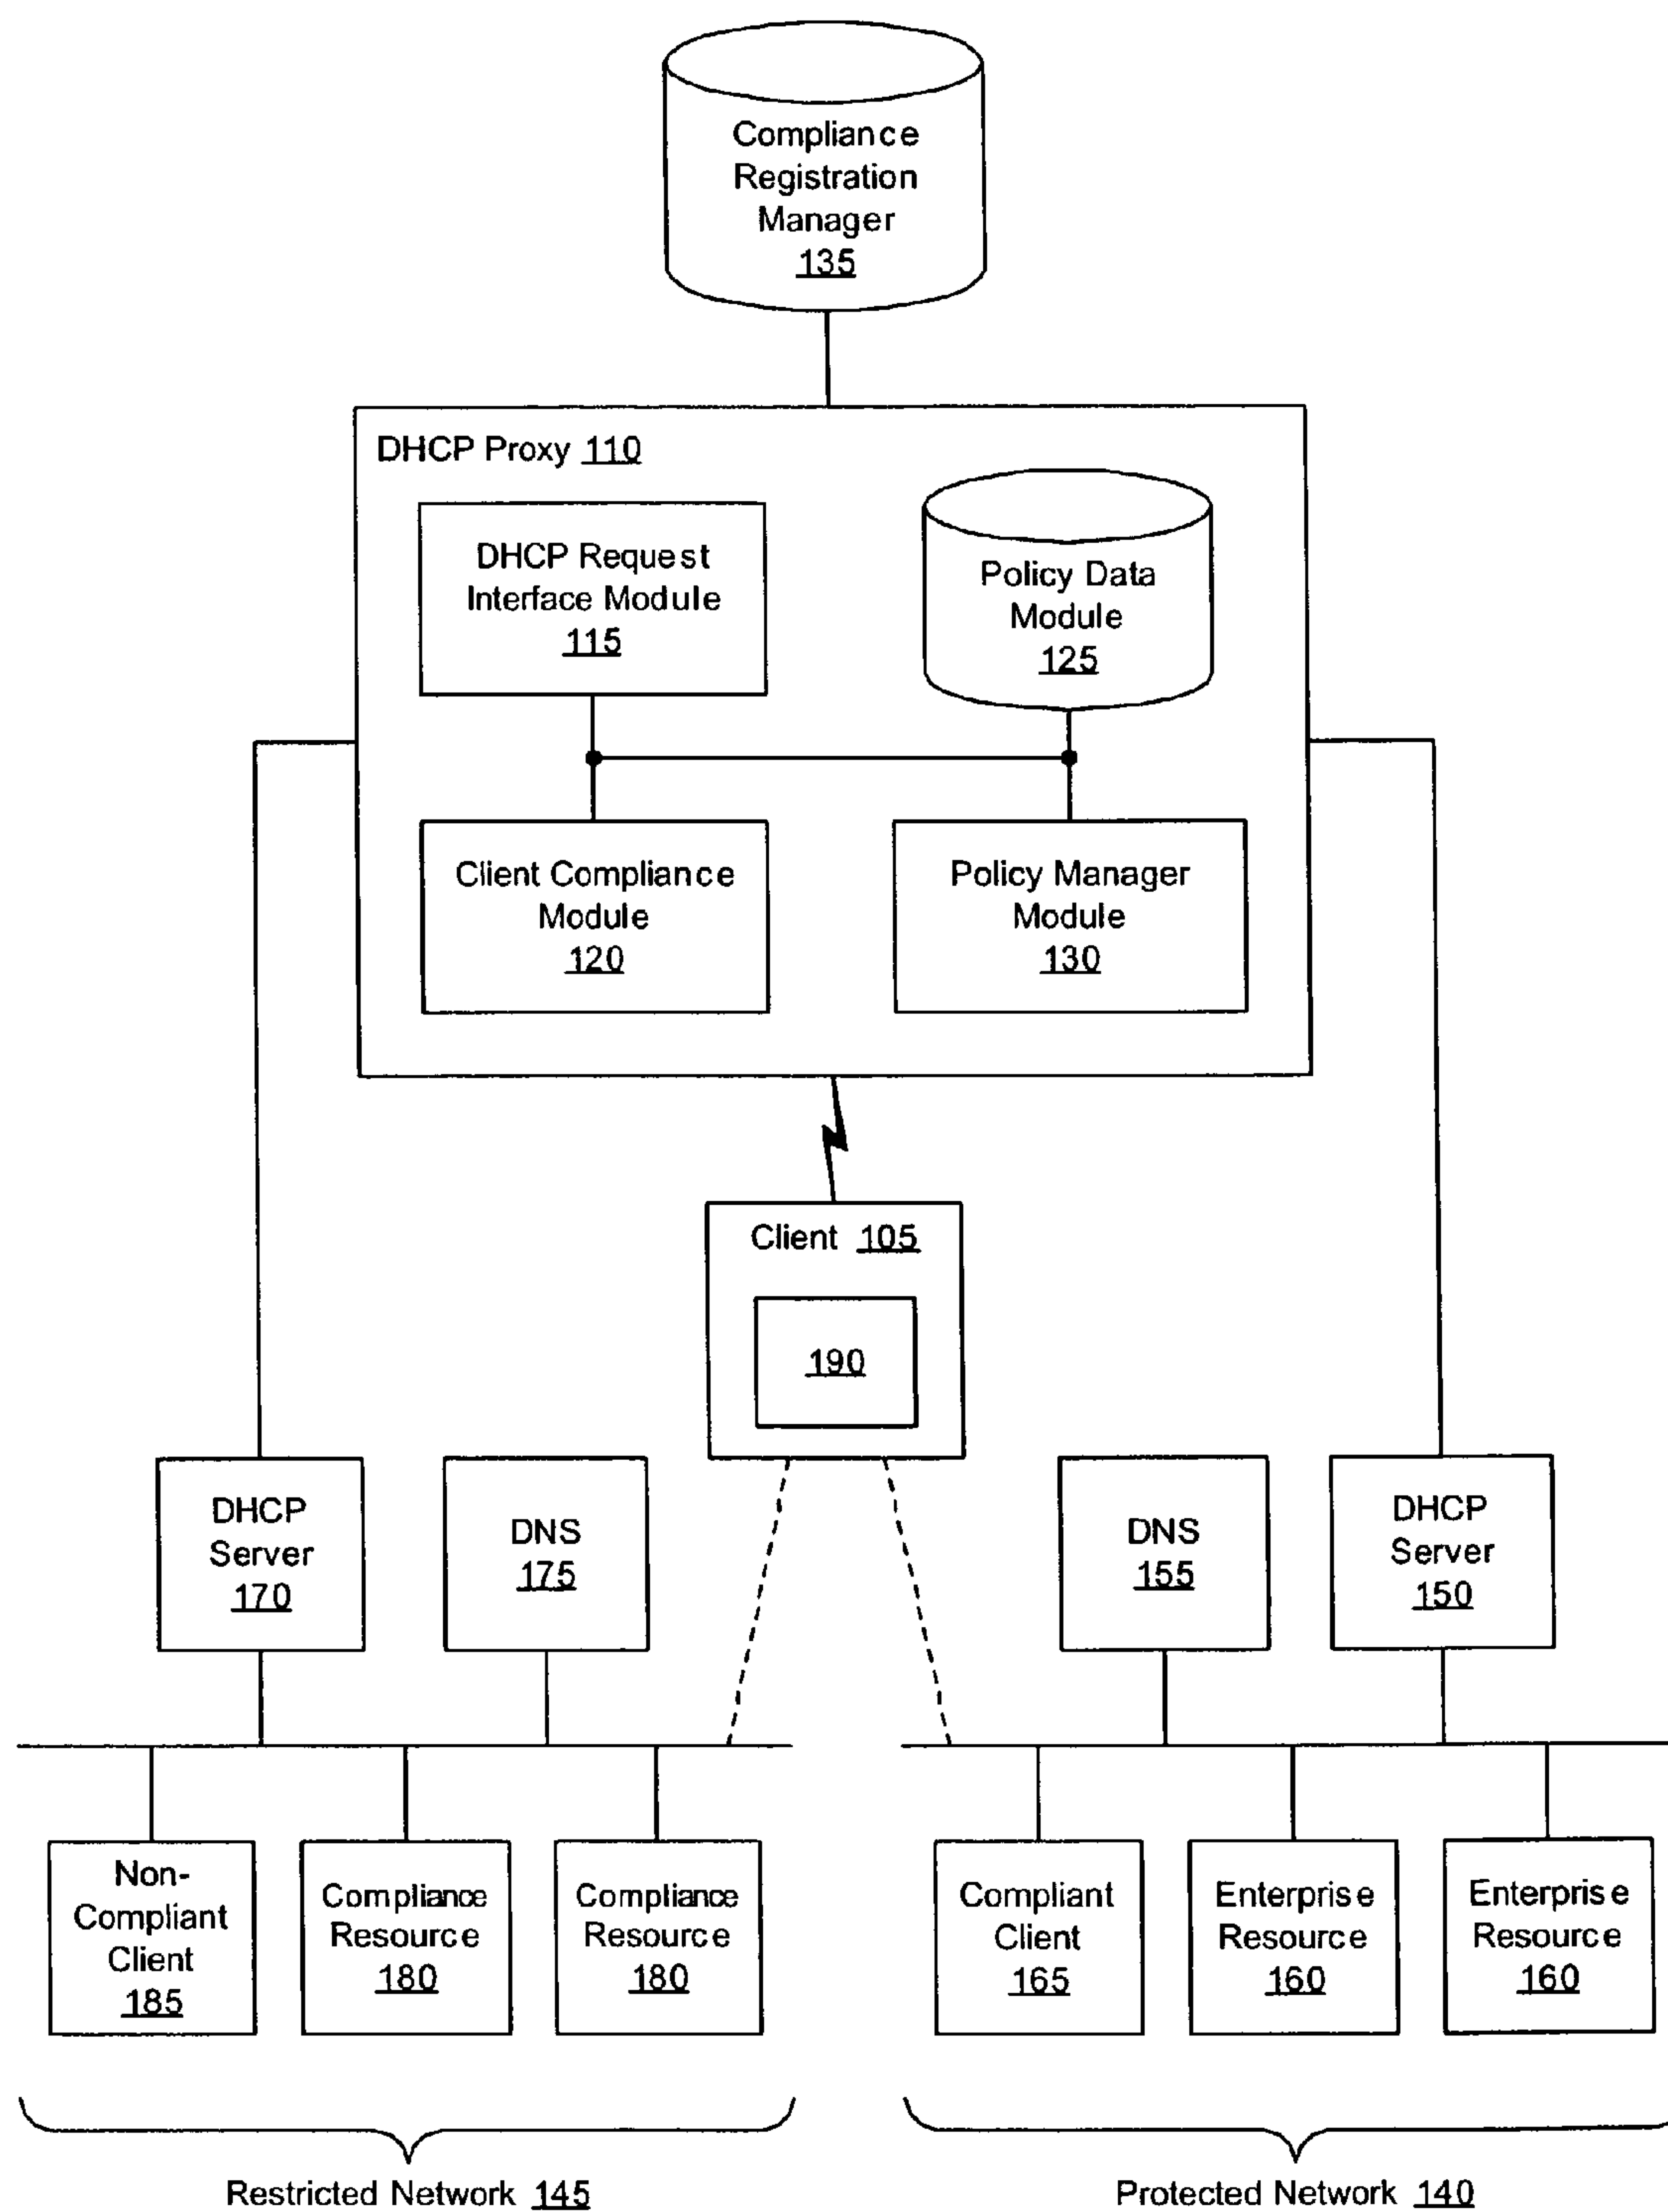 Compliance
Registration
Manager
135
DHCP Proxy 110
DHCP Request
Interface Module
115
Policy Data
Module
125
Client Compliance
Module
120
Policy Manager
Module
130
Client 105
190
DHCP
Server
170
DNS
175
DNS
155
DHCP
Server
150
Non-
Compliant
Client
185
Compliance
Resource
180
Compliance
Resource
180
Compliant
Client
165
Enterprise
Resource
160
Enterprise
Resource
160
Restricted Network 145
Protected Network 140